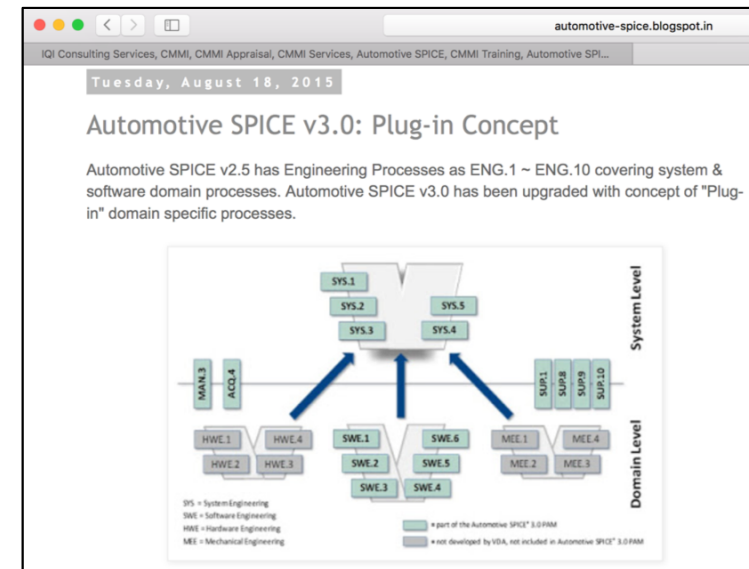 automotive-spice.blogspot.in
IQI Consulting Services, CMMI, CMMI Appraisal, CMMI Services, Automotive SPICE, CMMI Training, Automotive SPI...
Tuesday, August 18, 2015
Automotive SPICE v3.0: Plug-in Concept
Automotive SPICE v2.5 has Engineering Processes as ENG.1 ~ ENG.10 covering system &
software domain processes. Automotive SPICE v3.0 has been upgraded with concept of "Plug-
in" domain specific processes.
SYS.1
SYS.2
SYS.3
SYS.5
SYS.4
System Level
MAN.3
ACQ.4
SUP.1
SUP.8
SUP.9
SUP.10
HWE.1
HWE.2
HWE.4
HWE.3
SWE.1
SWE.2
SWE.3
SWE.6
SWE.5
SWE.4
MEE.1
MEE.2
MEE.4
MEE.3
Domain Level
SYS = System Engineering
SWE = Software Engineering
HWE = Hardware Engineering
MEE = Mechanical Engineering
= part of the Automotive SPICE® 3.0 PAM
= not developed by VDA, not included in Automotive SPICE® 3.0 PAM